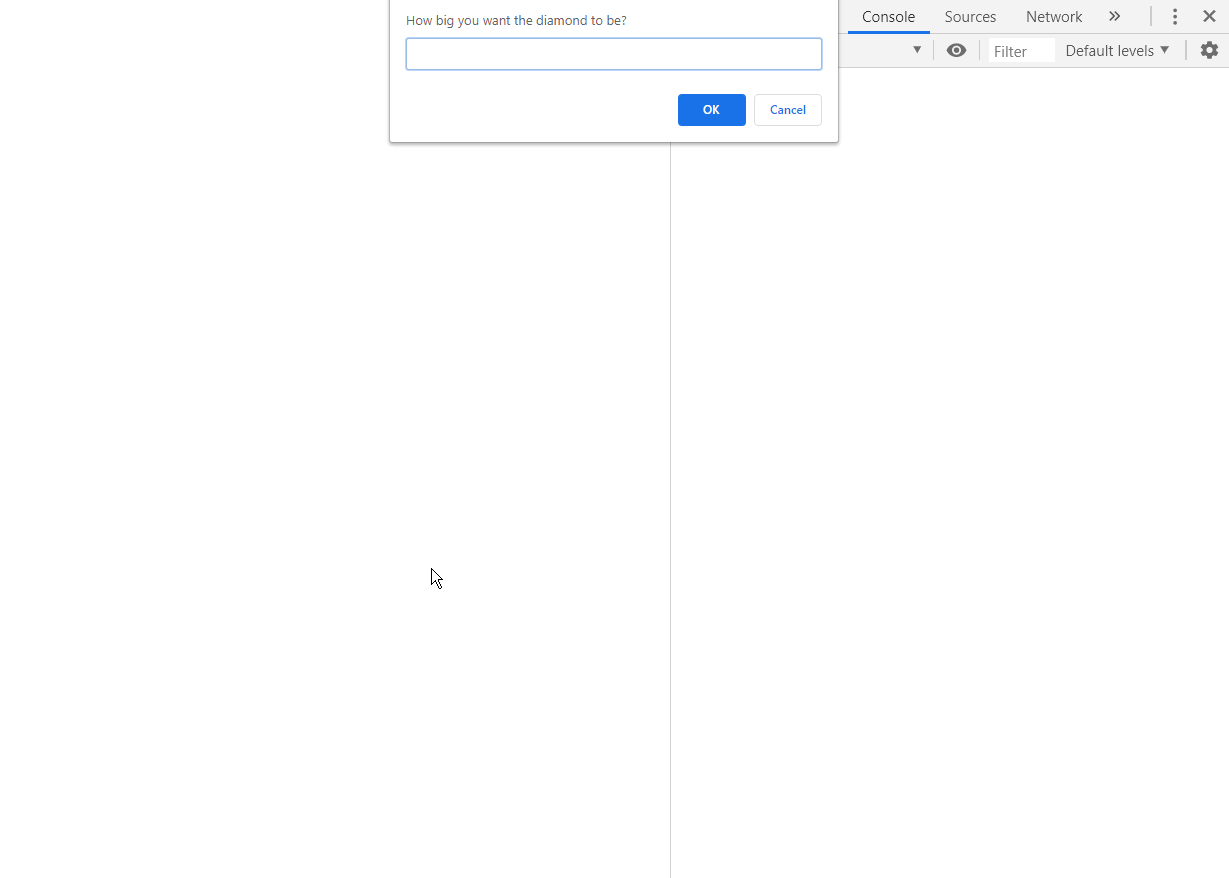 How big you want the diamond to be?
OK
Cancel
Console
Sources
Network
Filter
Default levels